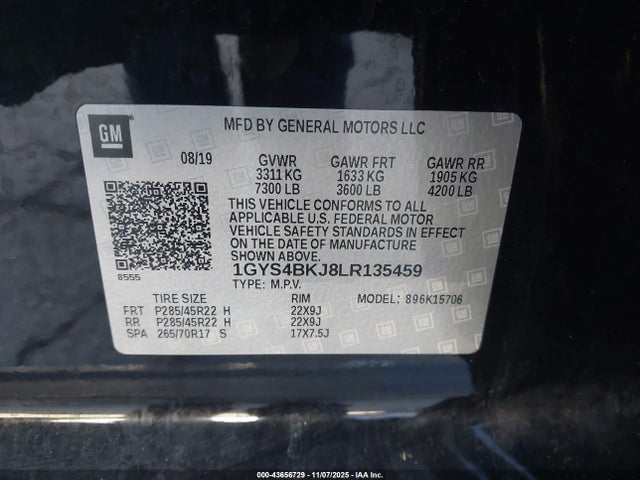 GM
MFD BY GENERAL MOTORS LLC
08/19 GVWR GAWR FRT GAWR RR
3311 KG 1633 KG 1905 KG
7300 LB 3600 LB 4200 LB
THIS VEHICLE CONFORMS TO ALL
APPLICABLE U.S. FEDERAL MOTOR
VEHICLE SAFETY STANDARDS IN EFFECT
ON THE DATE OF MANUFACTURE
SHOWN ABOVE.
8555 1GYS4BKJ8LR135459
TYPE: M.P.V.
TIRE SIZE RIM MODEL: 896K15706
FRT P285/45R22 H 22X9J
RR P285/45R22 H 22X9J
SPA 265/70R17 S 17X7.5J
000-43656729 11/07/2025 - IAA Inc.